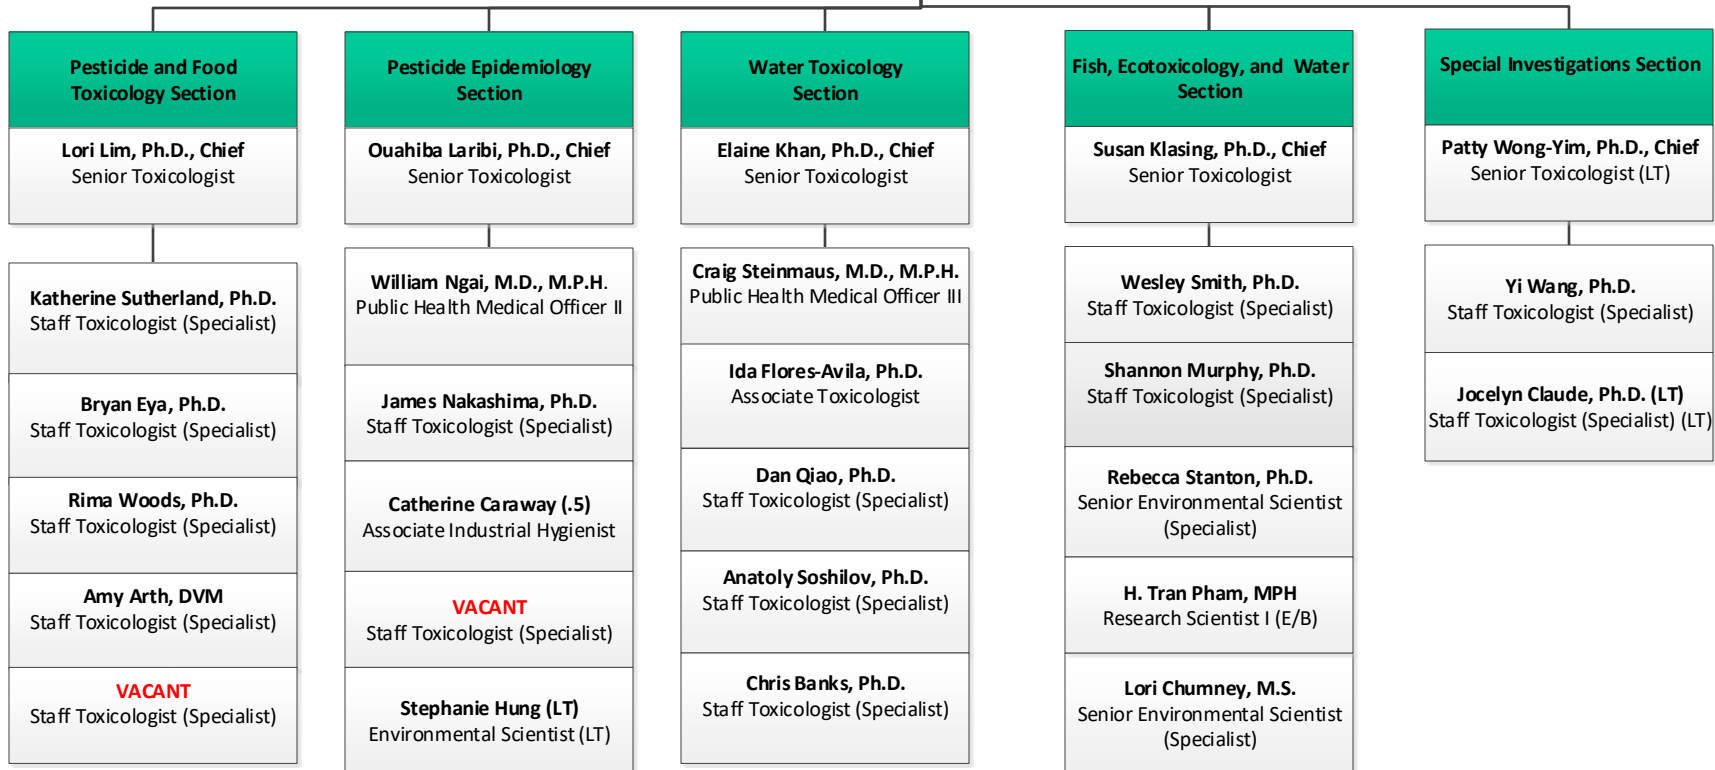 Pesticide and Food
Toxicology Section
Lori Lim, Ph.D., Chief
Senior Toxicologist
Katherine Sutherland, Ph.D.
Staff Toxicologist (Specialist)
Bryan Eya, Ph.D.
Staff Toxicologist (Specialist)
Rima Woods, Ph.D.
Staff Toxicologist (Specialist)
Amy Arth, DVM
Staff Toxicologist (Specialist)
VACANT
Staff Toxicologist (Specialist)
Pesticide Epidemiology
Section
Ouahiba Laribi, Ph.D., Chief
Senior Toxicologist
William Ngai, M.D., M.P.H.
Public Health Medical Officer II
James Nakashima, Ph.D.
Staff Toxicologist (Specialist)
Catherine Caraway (.5)
Associate Industrial Hygienist
VACANT
Staff Toxicologist (Specialist)
Stephanie Hung (LT)
Environmental Scientist (LT)
Water Toxicology
Section
Elaine Khan, Ph.D., Chief
Senior Toxicologist
Craig Steinmaus, M.D., M.P.H.
Public Health Medical Officer III
Ida Flores-Avila, Ph.D.
Associate Toxicologist
Dan Qiao, Ph.D.
Staff Toxicologist (Specialist)
Anatoly Soshilov, Ph.D.
Staff Toxicologist (Specialist)
Chris Banks, Ph.D.
Staff Toxicologist (Specialist)
Fish, Ecotoxicology, and Water
Section
Susan Klasing, Ph.D., Chief
Senior Toxicologist
Wesley Smith, Ph.D.
Staff Toxicologist (Specialist)
Shannon Murphy, Ph.D.
Staff Toxicologist (Specialist)
Rebecca Stanton, Ph.D.
Senior Environmental Scientist
(Specialist)
H. Tran Pham, MPH
Research Scientist I (E/B)
Lori Chumney, M.S.
Senior Environmental Scientist
(Specialist)
Special Investigations Section
Patty Wong-Yim, Ph.D., Chief
Senior Toxicologist (LT)
Yi Wang, Ph.D.
Staff Toxicologist (Specialist)
Jocelyn Claude, Ph.D. (LT)
Staff Toxicologist (Specialist) (LT)